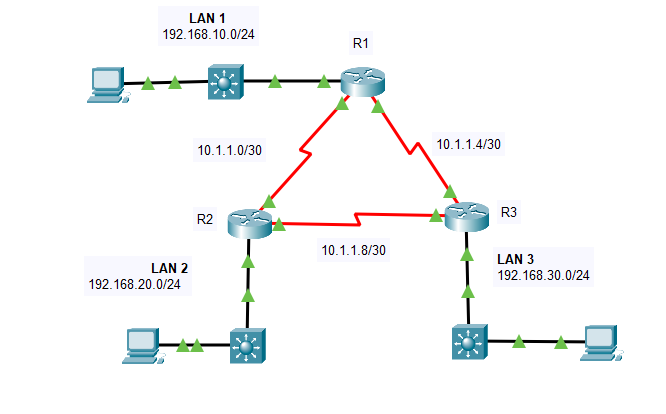 LAN 1
192.168.10.0/24
R1
10.1.1.0/30
10.1.1.4/30
R2
R3
10.1.1.8/30
LAN 2
192.168.20.0/24
LAN 3
192.168.30.0/24